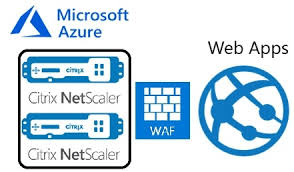 Microsoft
Azure
Web Apps
CITRIX
Citrix NetScaler
CITRIX
Citrix NetScaler
WAF